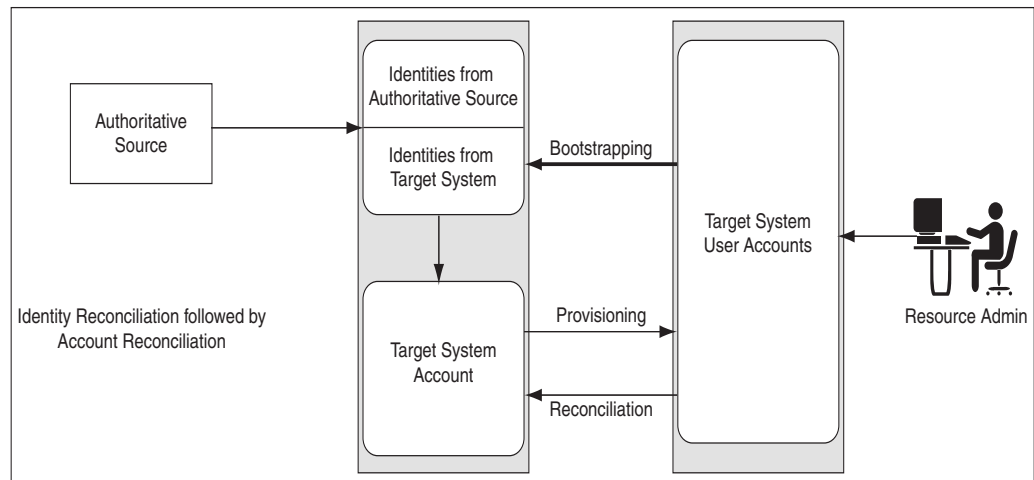 Authoritative
Source
Identities from
Authoritative Source
Identities from
Target System
Bootstrapping
Target System
User Accounts
Resource Admin
Identity Reconciliation followed by
Account Reconciliation
Target System
Account
Provisioning
Reconciliation